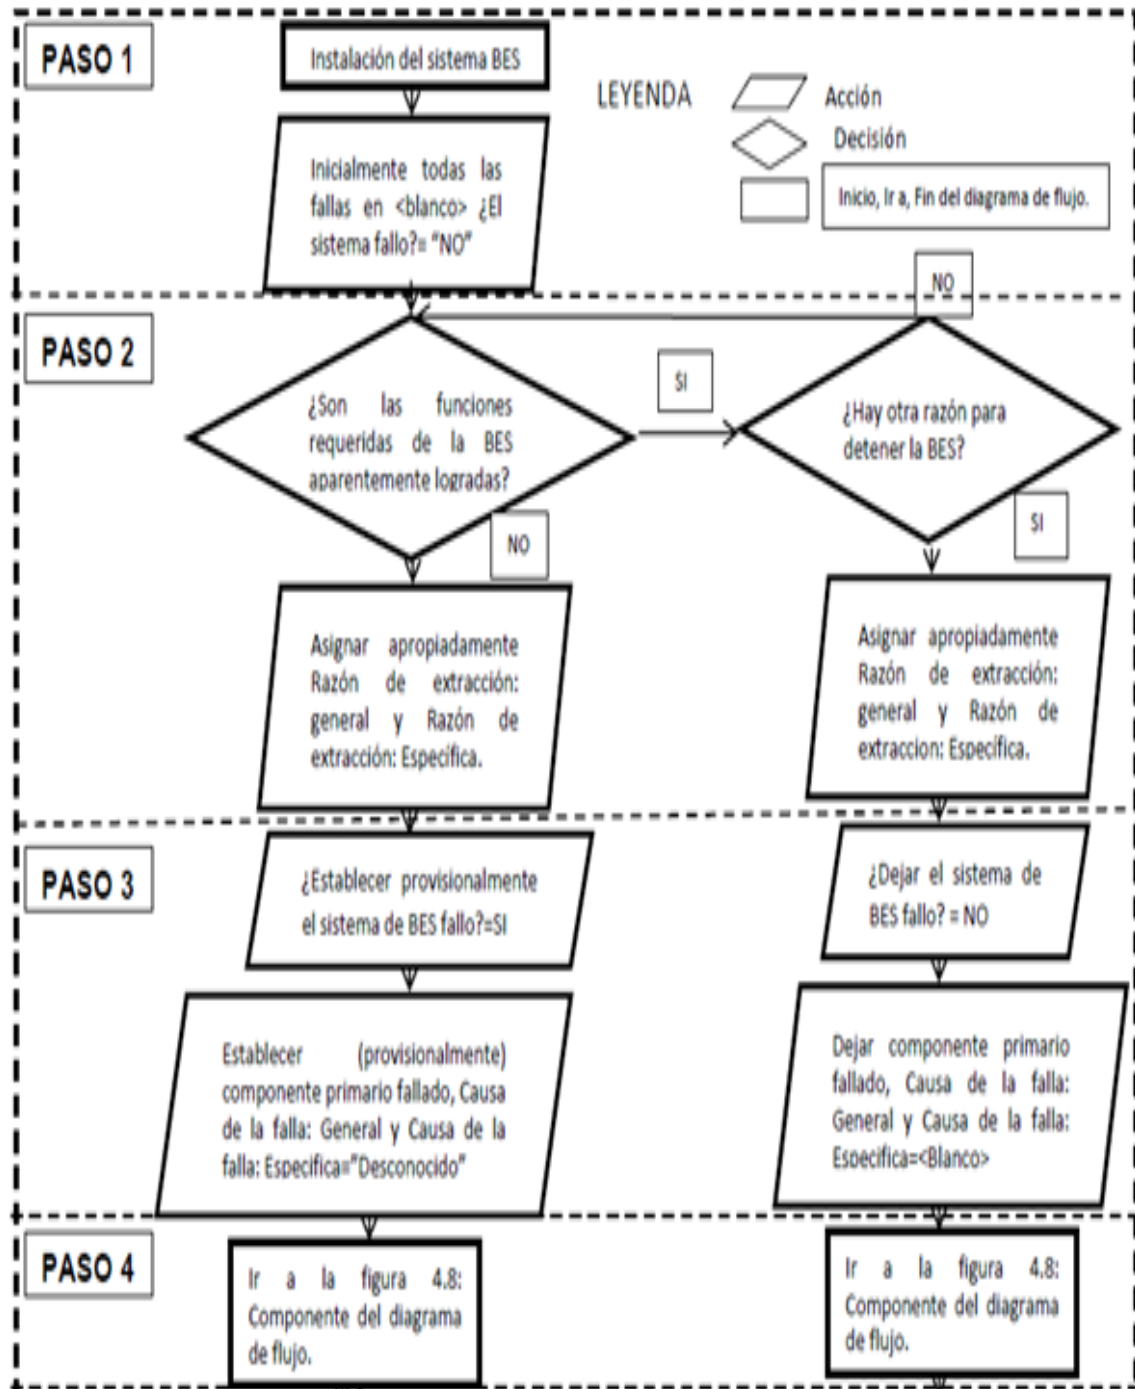 PASO 1
Instalación del sistema BES
LEYENDA
Acción
Decisión
Inicio, Ir a, Fin del diagrama de flujo.
Inicialmente todas las
fallas en <blanco> ¿El
sistema fallo?= "NO"
NO
PASO 2
¿Son las funciones
requeridas de la BES
aparentemente logradas?
SI
¿Hay otra razón para
detener la BES?
NO
SI
Asignar apropiadamente
Razón de extracción:
general y Razón de
extracción: Específica.
Asignar apropiadamente
Razón de extracción:
general y Razón de
extraccion: Específica.
PASO 3
¿Establecer provisionalmente
el sistema de BES fallo?=SI
¿Dejar el sistema de
BES fallo? = NO
Establecer (provisionalmente)
componente primario fallado, Causa
de la falla: General y Causa de la
falla: Especifica="Desconocido"
Dejar componente primario
fallado, Causa de la falla:
General y Causa de la falla:
Especifica=<Blanco>
PASO 4
Ir a la figura 4.8:
Componente del diagrama
de flujo.
Ir a la figura 4.8:
Componente del diagrama
de flujo.